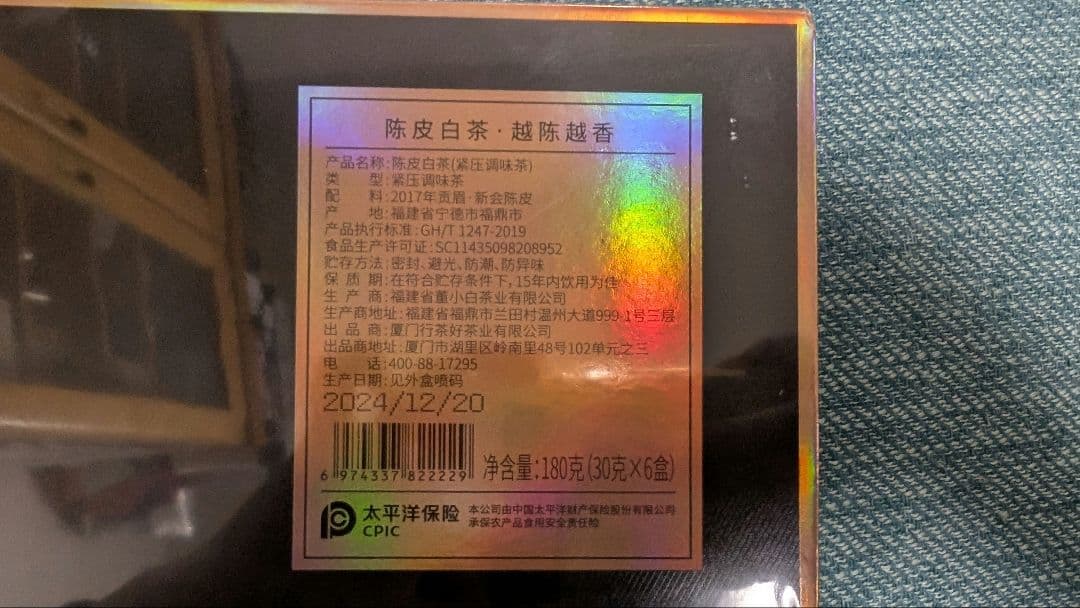 陈皮白茶·越陈越香
产品名称:陈皮白茶(紧压调味茶)
类 型:紧压调味茶
配 料:2017年贡眉·新会陈皮
产 地:福建省宁德市福鼎市
产品执行标准:GH/T 1247-2019
食品生产许可证:SC11435098208952
贮存方法:密封、避光、防潮、防异味
保 质 期:在符合贮存条件下,15年内饮用为佳
生 产 商:福建省董小白茶业有限公司
生产商地址:福建省福鼎市兰田村温州大道999-1号三层
出 品 商:厦门行茶好茶业有限公司
出品商地址:厦门市湖里区岭南里48号102单元之三
电 话:400-88-17295
生产日期:见外盒喷码
2024/12/20
6 974337 822229
净含量:180克(30克×6盒)
太平洋保险
CPIC
本公司由中国太平洋财产保险股份有限公司
承保农产品食用安全责任险